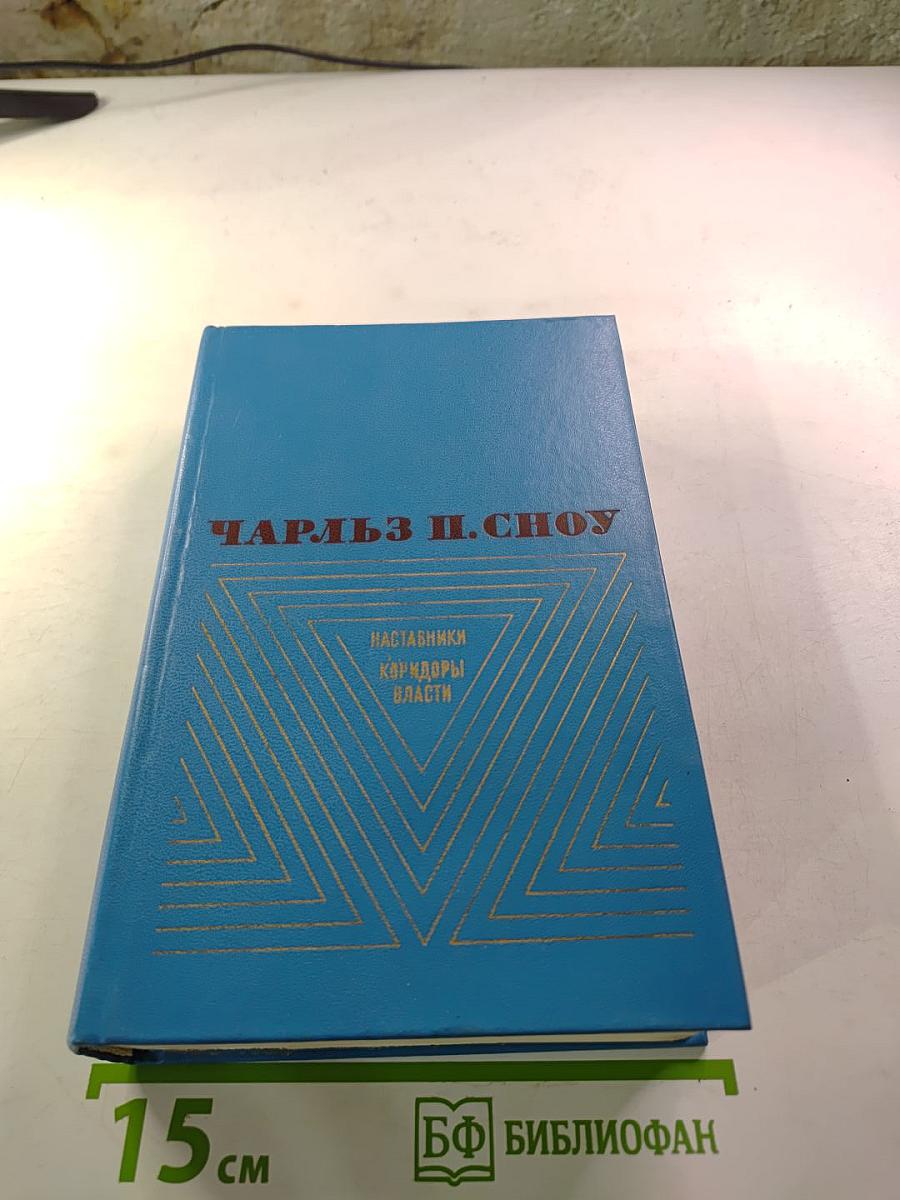 ЧАРЛЬЗ П. СНОУ
НАСТАВНИКИ
КОРИДОРЫ
ВЛАСТИ
15 см
БФ БИБЛИОФАН